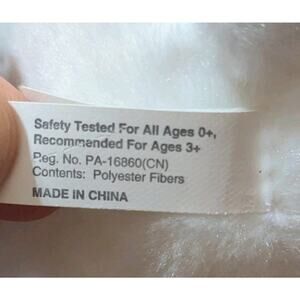 Safety Tested For All Ages 0+,
Recommended For Ages 3+
Reg. No. PA-16860(CN)
Contents: Polyester Fibers
MADE IN CHINA